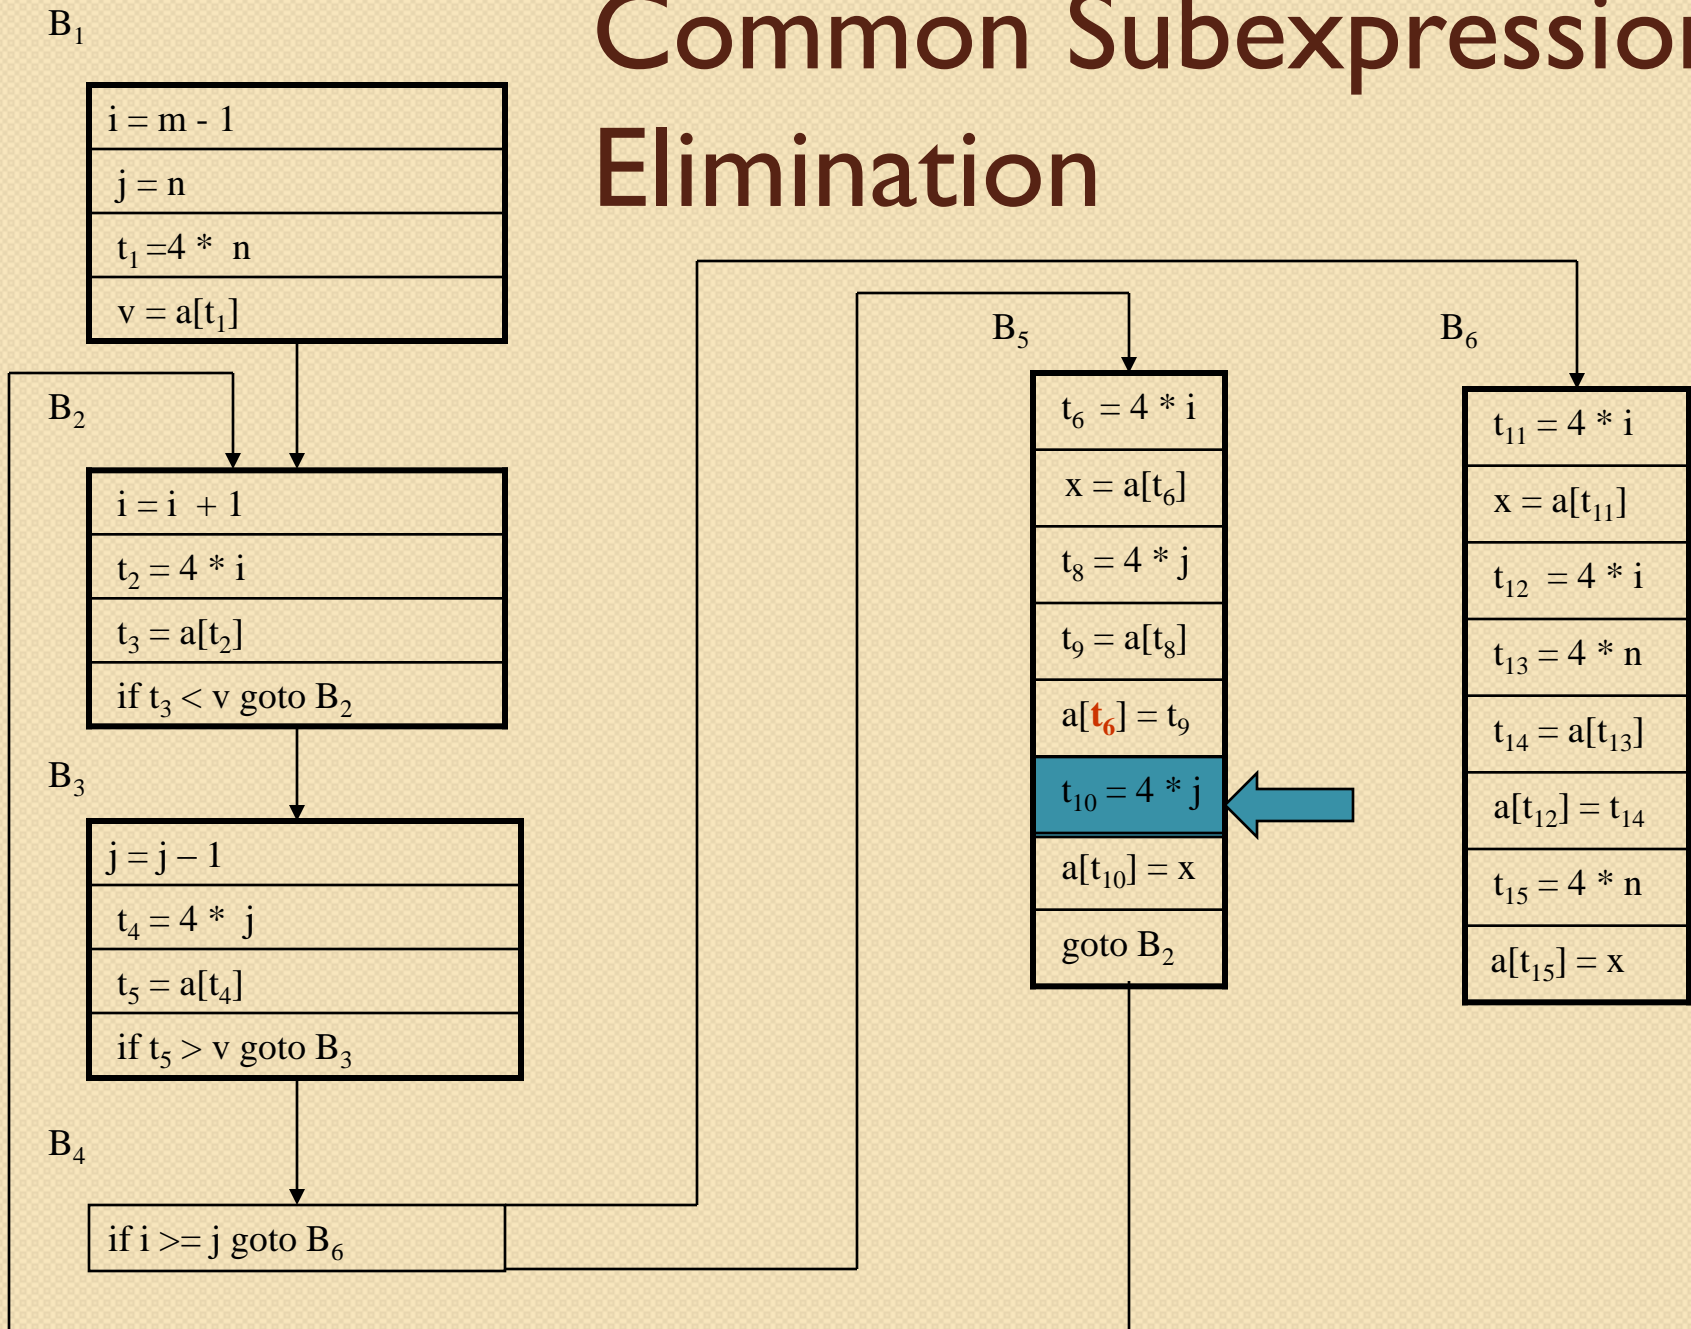 Common Subexpression
Elimination
B₁
i = m - 1
j = n
t₁ =4 * n
v = a[t₁]
B₂
i = i + 1
t₂ = 4 * i
t₃ = a[t₂]
if t₃ < v goto B₂
B₃
j = j – 1
t₄ = 4 * j
t₅ = a[t₄]
if t₅ > v goto B₃
B₄
if i >= j goto B₆
B₅
t₆ = 4 * i
x = a[t₆]
t₈ = 4 * j
t₉ = a[t₈]
a[t₆] = t₉
t₁₀ = 4 * j
a[t₁₀] = x
goto B₂
B₆
t₁₁ = 4 * i
x = a[t₁₁]
t₁₂ = 4 * i
t₁₃ = 4 * n
t₁₄ = a[t₁₃]
a[t₁₂] = t₁₄
t₁₅ = 4 * n
a[t₁₅] = x